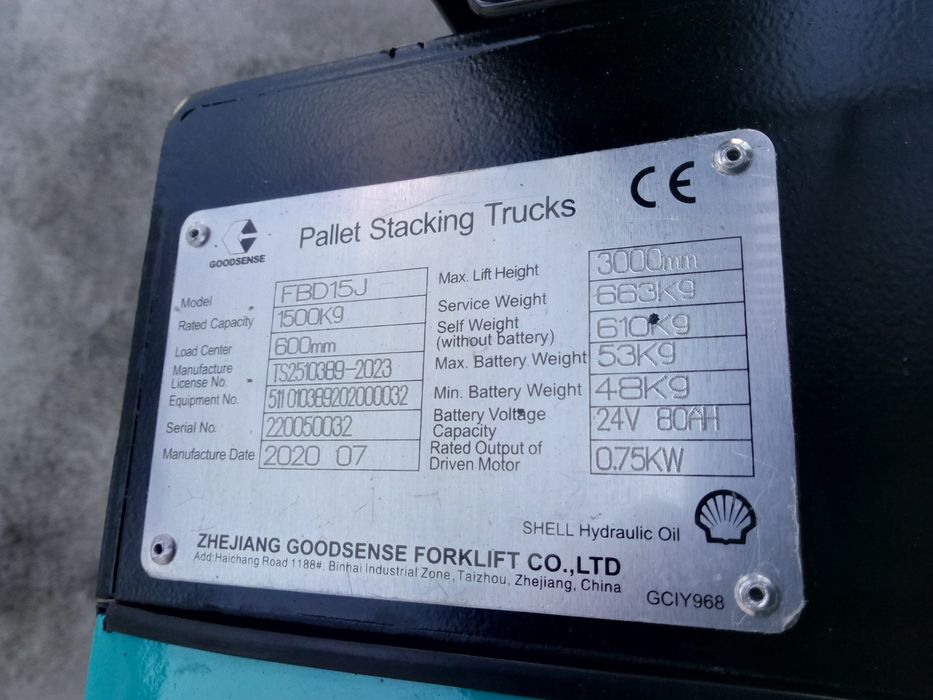 CE
GOODSENSE
Pallet Stacking Trucks
Model FBD15J
Rated Capacity 1500K9
Load Center 600mm
Manufacture
License No. TS2510389-2023
Equipment No. 511010389202000032
Serial No. 220050032
Manufacture Date 2020 07
Max. Lift Height 3000mm
Service Weight 663K9
Self Weight
(without battery) 610K9
Max. Battery Weight 53K9
Min. Battery Weight 48K9
Battery Voltage
Capacity 24V 80AH
Rated Output of
Driven Motor 0.75KW
SHELL Hydraulic Oil
ZHEJIANG GOODSENSE FORKLIFT CO.,LTD
Add:Haichang Road 1188#. Binhai Industrial Zone, Taizhou, Zhejiang, China
GCIY968